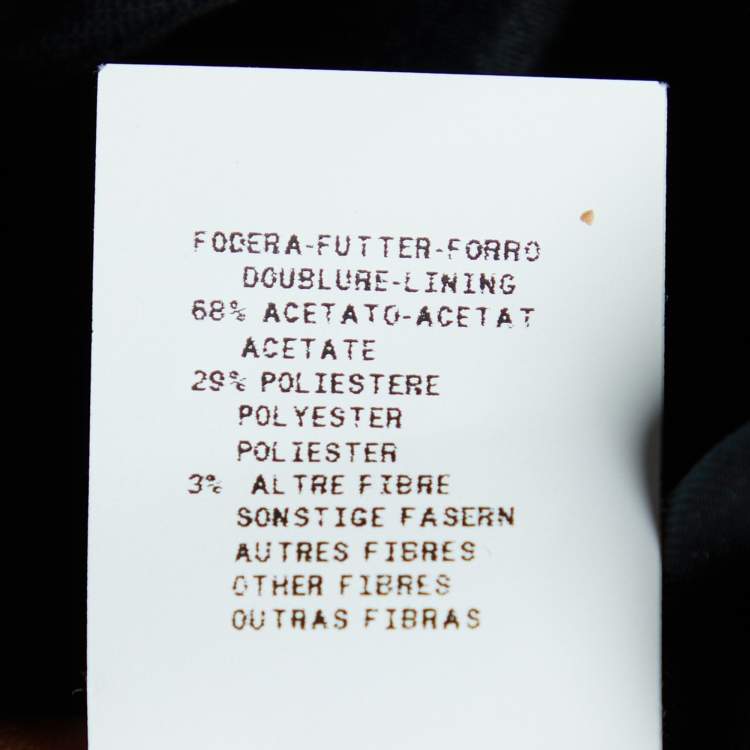 FODERA-FUTTER-FORRO
DOUBLURE-LINING
68% ACETATO-ACETAT
ACETATE
29% POLIESTERE
POLYESTER
POLIESTER
3% ALTRE FIBRE
SONSTIGE FASERN
AUTRES FIBRES
OTHER FIBRES
OUTRAS FIBRAS